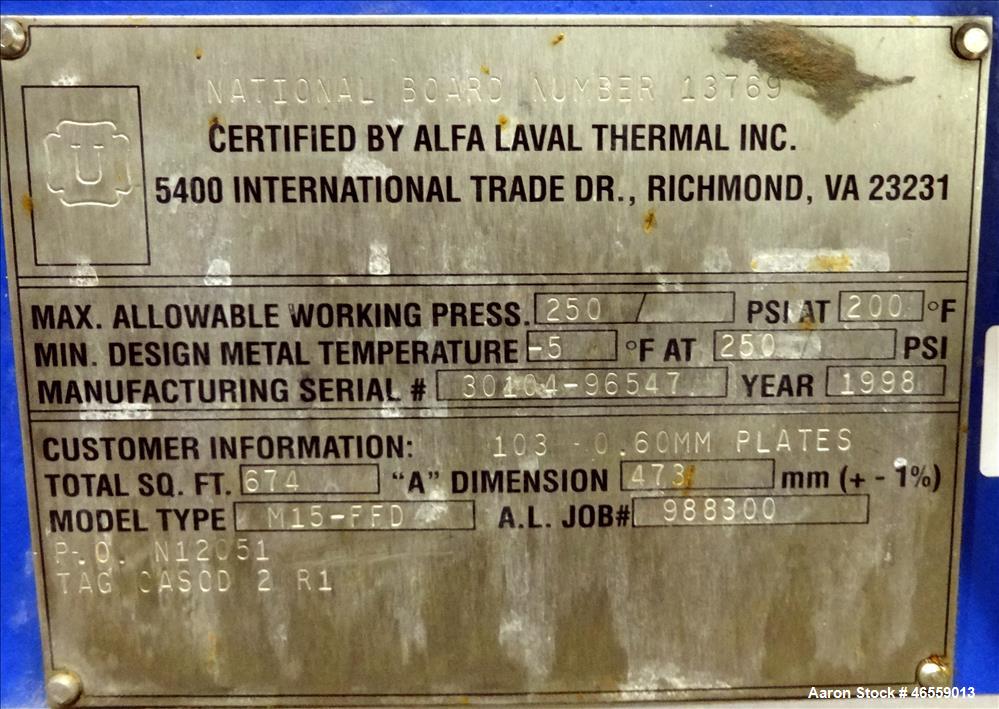 NATIONAL BOARD NUMBER 13769
CERTIFIED BY ALFA LAVAL THERMAL INC.
5400 INTERNATIONAL TRADE DR., RICHMOND, VA 23231
U
MAX. ALLOWABLE WORKING PRESS. 250 / PSI AT 200 °F
MIN. DESIGN METAL TEMPERATURE -5 °F AT 250 PSI
MANUFACTURING SERIAL # 30104-96547 YEAR 1998
CUSTOMER INFORMATION: 103 - 0.60MM PLATES
TOTAL SQ. FT. 674 "A" DIMENSION 473 mm (+ - 1%)
MODEL TYPE M15-FFD A.L. JOB# 988300
P.O. N12051
TAG CASOD 2 R1
Aaron Stock # 46559013